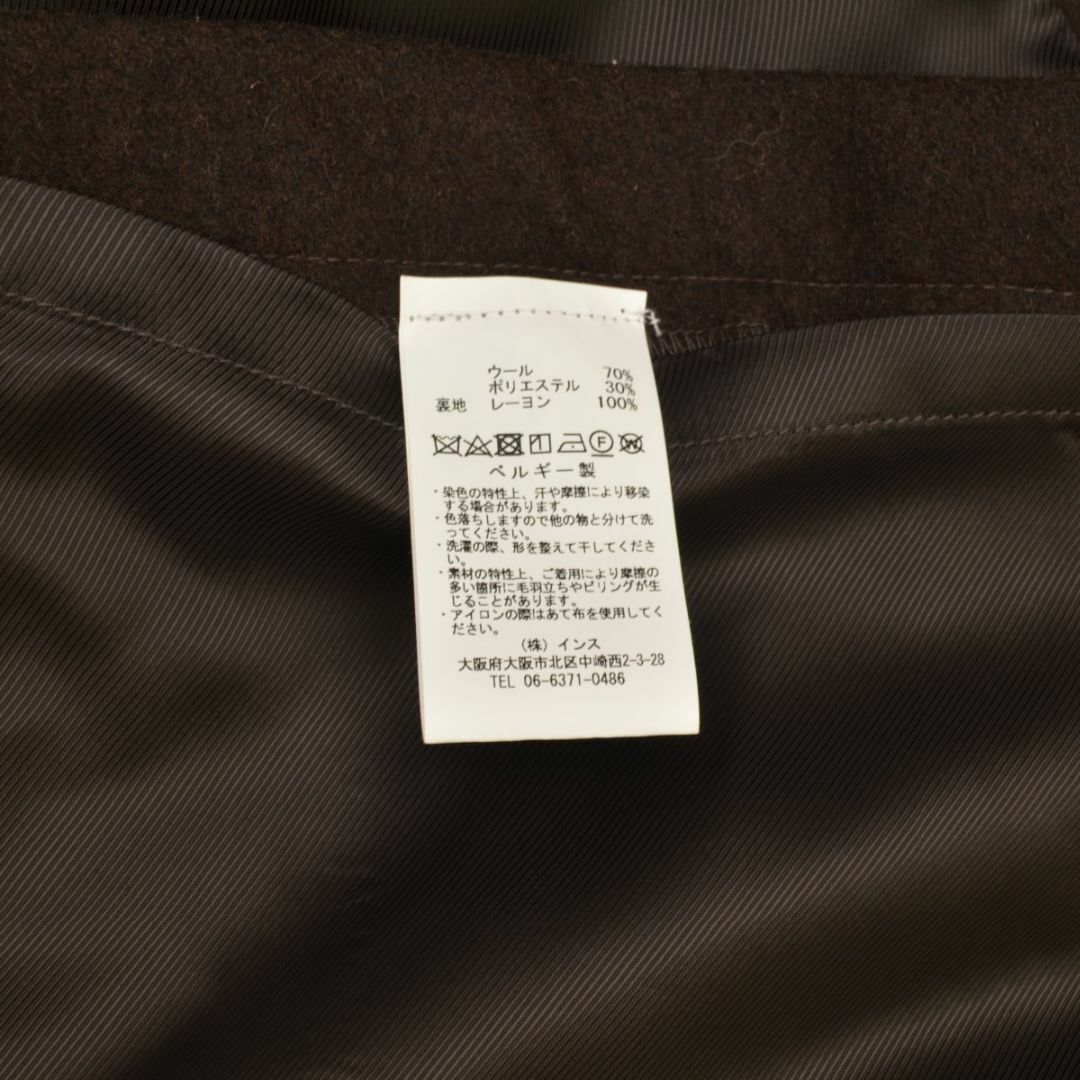 ウール 70%
ポリエステル 30%
裏地 レーヨン 100%
F W
ベルギー製
・染色の特性上、汗や摩擦により移染
する場合があります。
・色落ちしますので他の物と分けて洗
ってください。
・洗濯の際、形を整えて干してくださ
い。
・素材の特性上、ご着用により摩擦の
多い箇所に毛羽立ちやピリングが生
じることがあります。
・アイロンの際はあて布を使用してく
ださい。
(株) インス
大阪府大阪市北区中崎西2-3-28
TEL 06-6371-0486